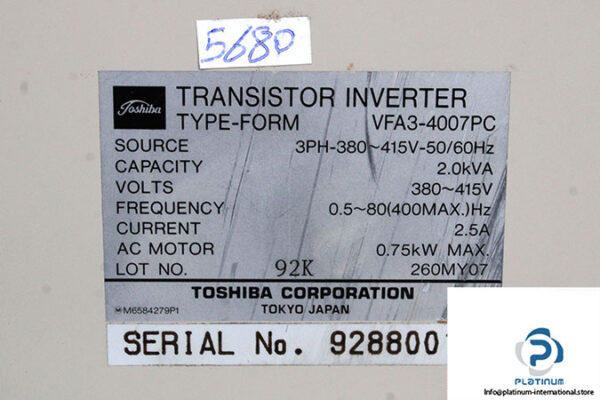 5680
Toshiba
TRANSISTOR INVERTER
TYPE-FORM VFA3-4007PC
SOURCE 3PH-380~415V-50/60Hz
CAPACITY 2.0kVA
VOLTS 380~415V
FREQUENCY 0.5~80(400MAX.)Hz
CURRENT 2.5A
AC MOTOR 0.75kW MAX.
LOT NO. 92K 260MY07
TOSHIBA CORPORATION
M6584279P1 TOKYO JAPAN
SERIAL No. 928800
PLATINUM
Info@platinum-international.store